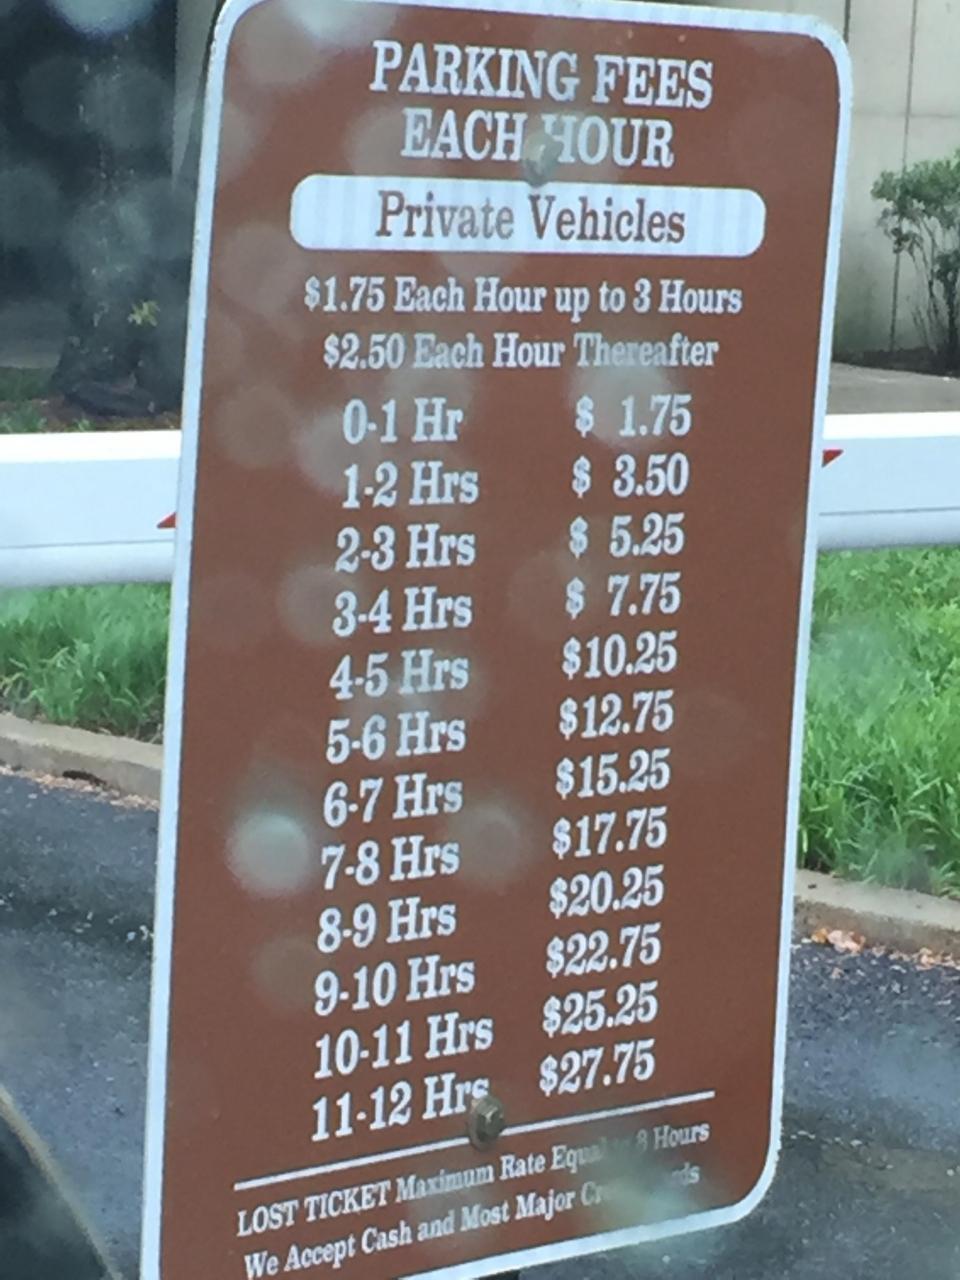 PARKING FEES
EACH HOUR
Private Vehicles
$1.75 Each Hour up to 3 Hours
$2.50 Each Hour Thereafter
0-1 Hr $ 1.75
1-2 Hrs $ 3.50
2-3 Hrs $ 5.25
3-4 Hrs $ 7.75
4-5 Hrs $10.25
5-6 Hrs $12.75
6-7 Hrs $15.25
7-8 Hrs $17.75
8-9 Hrs $20.25
9-10 Hrs $22.75
10-11 Hrs $25.25
11-12 Hrs $27.75
LOST TICKET Maximum Rate Hours
We Accept Cash and Most Major